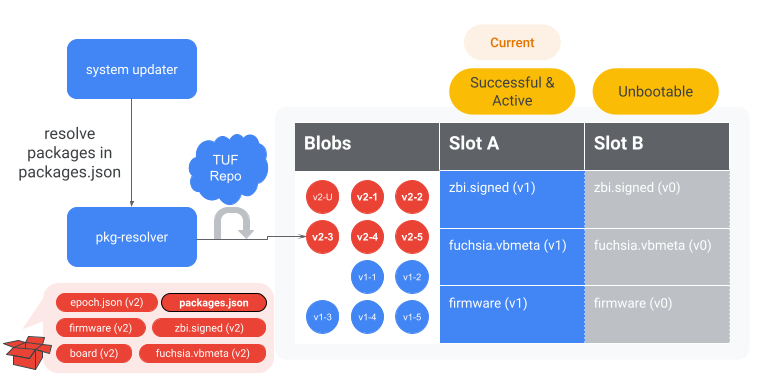 Current
Successful &
Active
Unbootable
system updater
resolve
packages in
packages.json
TUF
Repo
pkg-resolver
Blobs
Slot A
Slot B
v2-U
v2-1
v2-2
v2-3
v2-4
v2-5
v1-1
v1-2
v1-3
v1-4
v1-5
zbi.signed (v1)
zbi.signed (v0)
fuchsia.vbmeta (v1)
fuchsia.vbmeta (v0)
firmware (v1)
firmware (v0)
epoch.json (v2)
packages.json
firmware (v2)
zbi.signed (v2)
board (v2)
fuchsia.vbmeta (v2)